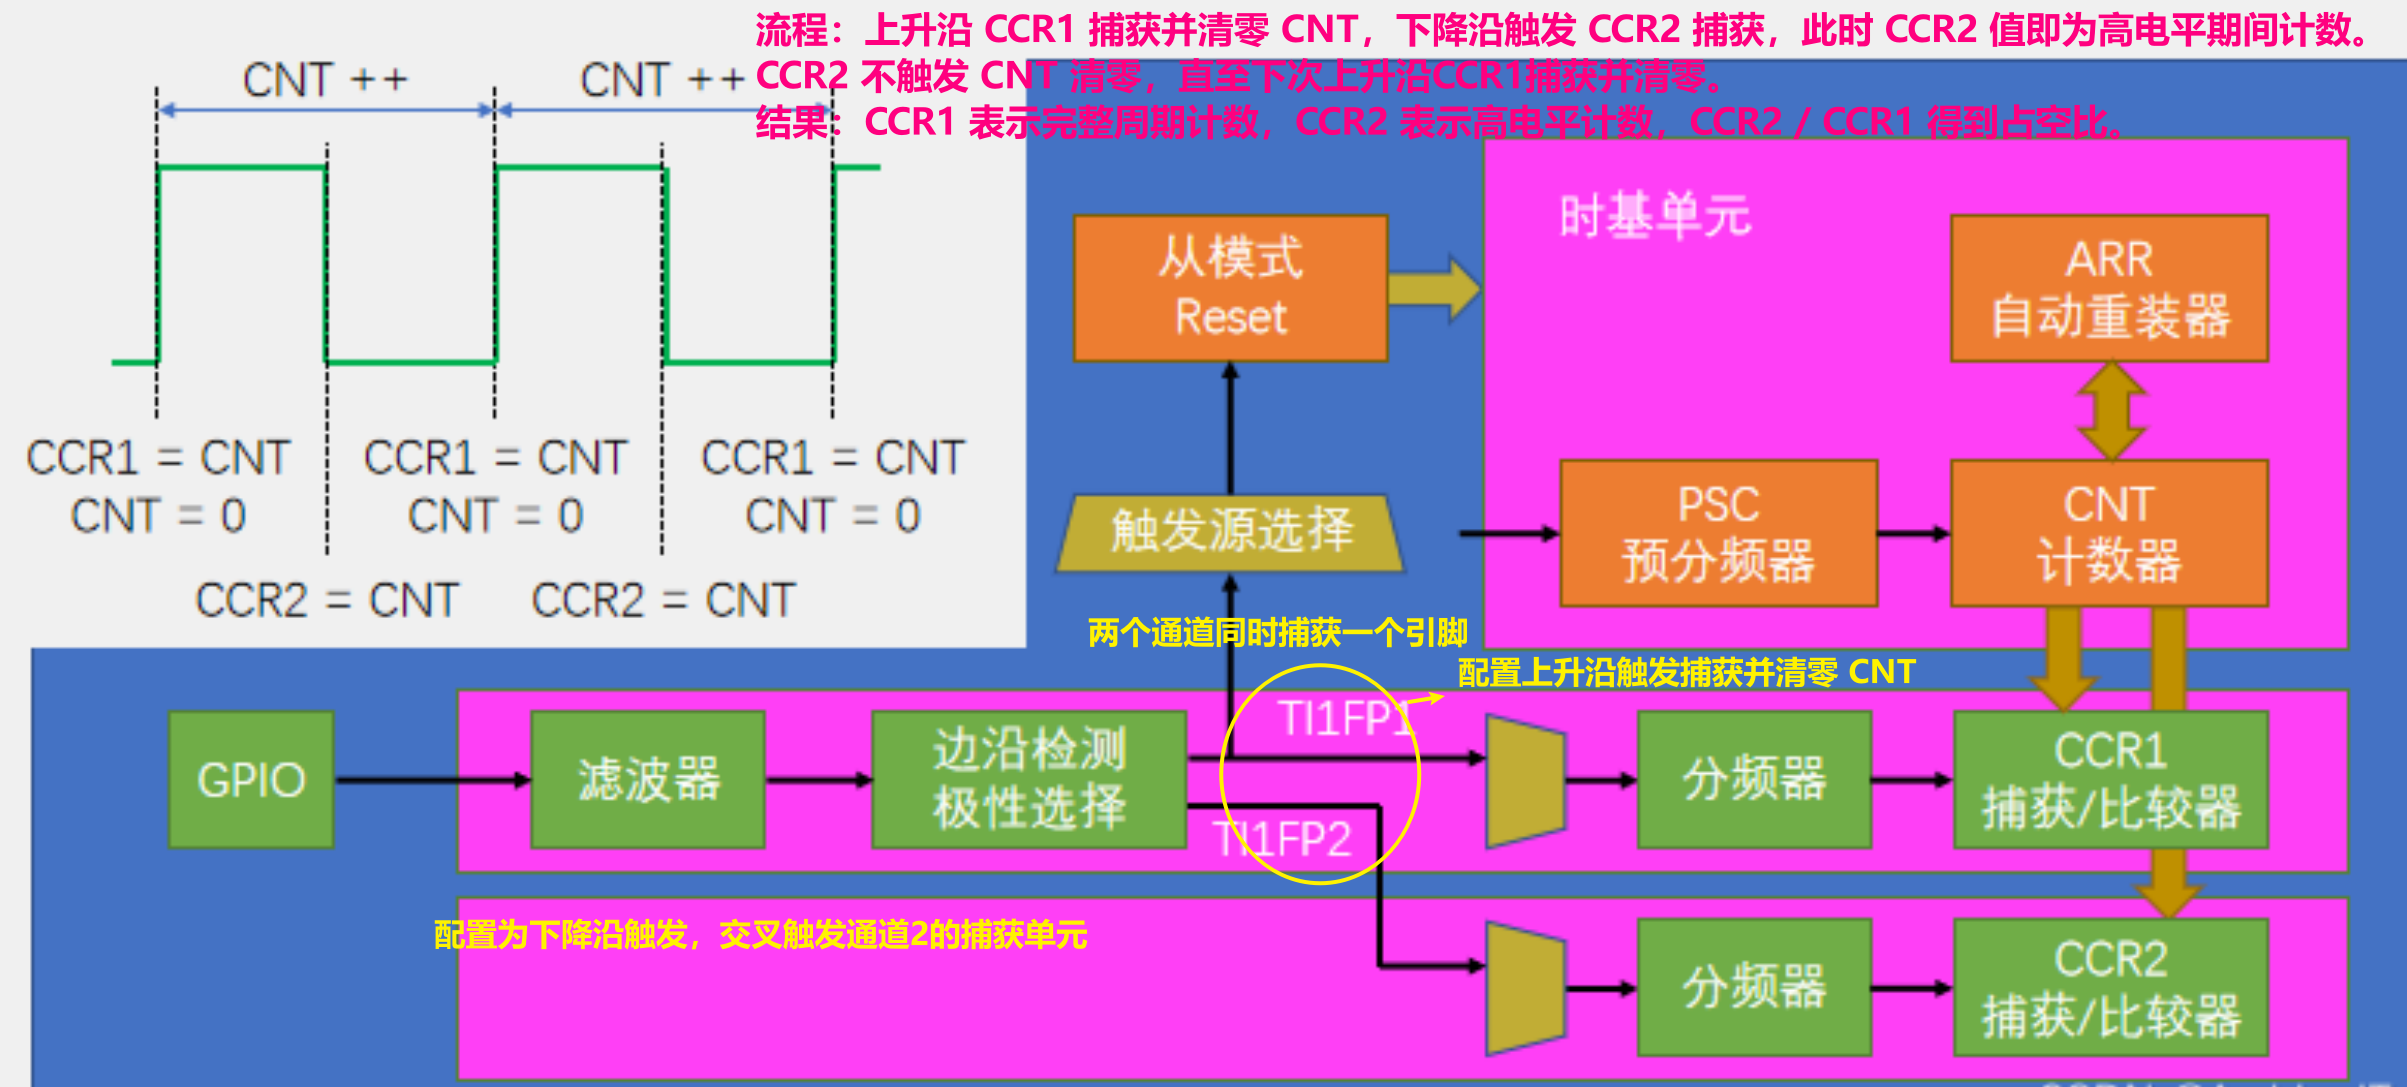 流程：上升沿 CCR1 捕获并清零 CNT，下降沿触发 CCR2 捕获，此时 CCR2 值即为高电平期间计数。
CCR2 不触发 CNT 清零，直至下次上升沿CCR1捕获并清零。
结果：CCR1 表示完整周期计数，CCR2 表示高电平计数，CCR2 / CCR1 得到占空比。
CNT ++
CNT ++
CCR1 = CNT
CNT = 0
CCR1 = CNT
CNT = 0
CCR1 = CNT
CNT = 0
CCR2 = CNT
CCR2 = CNT
从模式
Reset
时基单元
ARR
自动重装器
触发源选择
PSC
预分频器
CNT
计数器
两个通道同时捕获一个引脚
配置上升沿触发捕获并清零 CNT
GPIO
滤波器
边沿检测
极性选择
TI1FP1
TI1FP2
分频器
CCR1
捕获/比较器
配置为下降沿触发，交叉触发通道2的捕获单元
分频器
CCR2
捕获/比较器